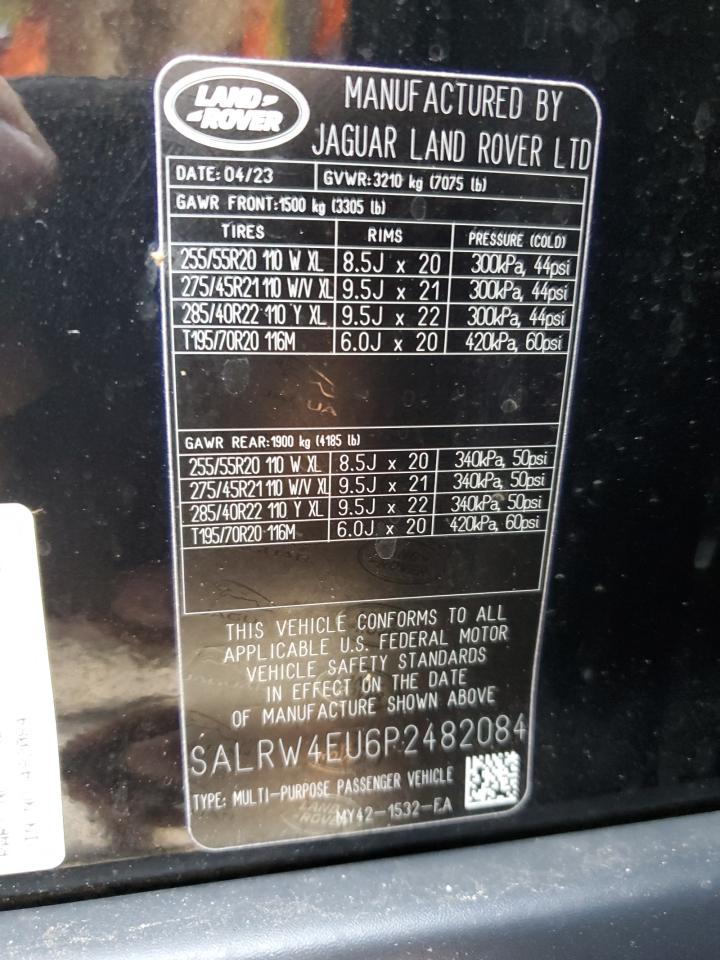 LAND ROVER
MANUFACTURED BY
JAGUAR LAND ROVER LTD
DATE: 04/23 GVWR:3210 kg (7075 lb)
GAWR FRONT:1500 kg (3305 lb)
TIRES RIMS PRESSURE (COLD)
255/55R20 110 W XL 8.5J x 20 300kPa, 44psi
275/45R21 110 W/V XL 9.5J x 21 300kPa, 44psi
285/40R22 110 Y XL 9.5J x 22 300kPa, 44psi
T195/70R20 116M 6.0J x 20 420kPa, 60psi
GAWR REAR:1900 kg (4185 lb)
255/55R20 110 W XL 8.5J x 20 340kPa, 50psi
275/45R21 110 W/V XL 9.5J x 21 340kPa, 50psi
285/40R22 110 Y XL 9.5J x 22 340kPa, 50psi
T195/70R20 116M 6.0J x 20 420kPa, 60psi
THIS VEHICLE CONFORMS TO ALL
APPLICABLE U.S. FEDERAL MOTOR
VEHICLE SAFETY STANDARDS
IN EFFECT ON THE DATE
OF MANUFACTURE SHOWN ABOVE
SALRW4EU6P2482084
TYPE: MULTI-PURPOSE PASSENGER VEHICLE
MY42-1532-EA